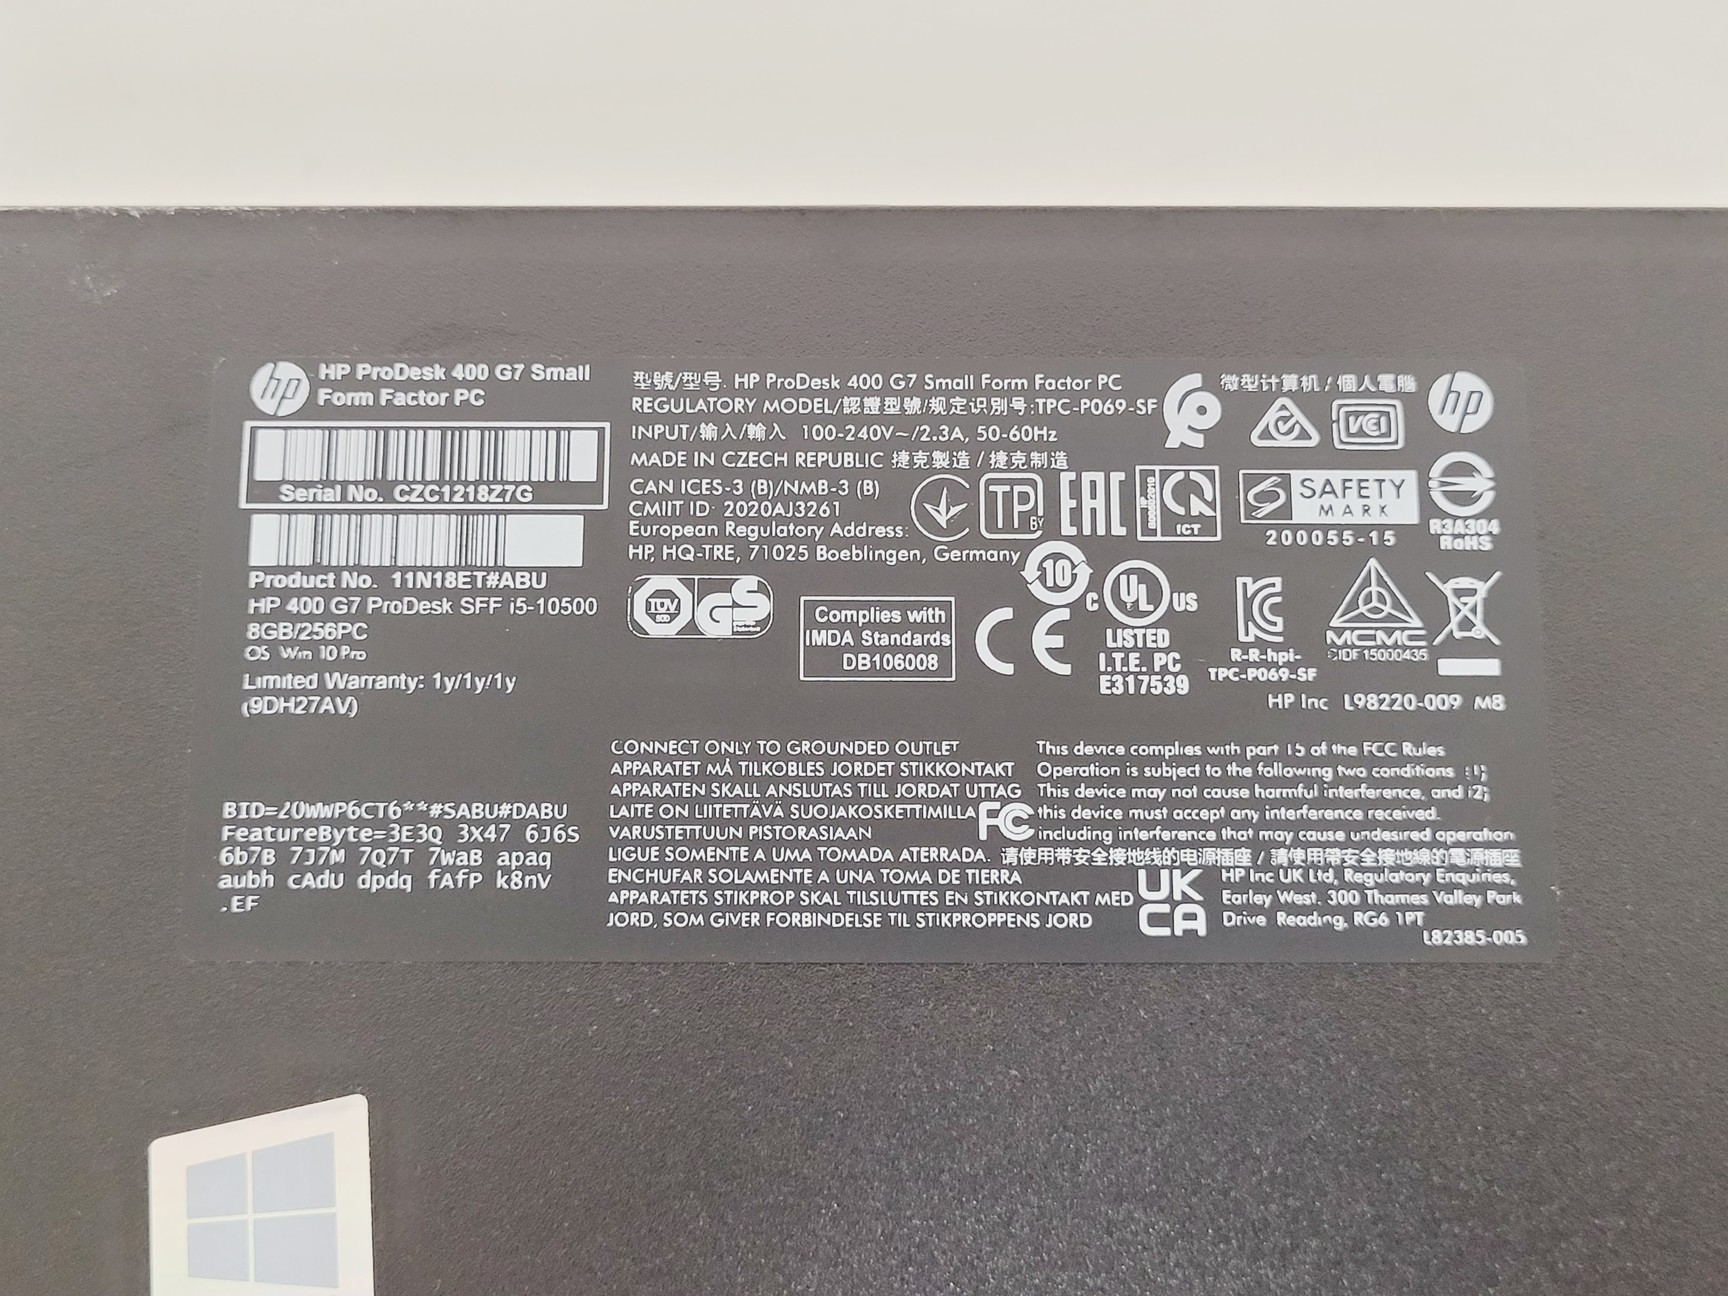 hp HP ProDesk 400 G7 Small
Form Factor PC
Serial No. CZC1218Z7G
Product No. 11N18ET#ABU
HP 400 G7 ProDesk SFF i5-10500
8GB/256PC
OS Win 10 Pro
Limited Warranty: 1y/1y/1y
(9DH27AV)
BID=20WWP6CT6**#SABU#DABU
FeatureByte=3E3Q 3X47 6J6S
6b7B 7J7M 7Q7T 7WaB apaq
aubh cAdU dpdq fAfP k8nV
.EF
型號/型号. HP ProDesk 400 G7 Small Form Factor PC
REGULATORY MODEL/認證型號/规定识別号:TPC-P069-SF
INPUT/输入/輸入 100-240V~/2.3A, 50-60Hz
MADE IN CZECH REPUBLIC 捷克製造 / 捷克制造
CAN ICES-3 (B)/NMB-3 (B)
CMIIT ID: 2020AJ3261
European Regulatory Address:
HP, HQ-TRE, 71025 Boeblingen, Germany
微型计算机 / 個人電腦
VCI
hp
TP BY
EAC
ICT
SAFETY
MARK
200055-15
R3A304
RoHS
TÜV
GS
Complies with
IMDA Standards
DB106008
CE
10
C UL US
LISTED
I.T.E. PC
E317539
R-R-hpi-
TPC-P069-SF
MCMC
CIDF15000435
HP Inc L98220-009 M8
CONNECT ONLY TO GROUNDED OUTLET
APPARATET MÅ TILKOBLES JORDET STIKKONTAKT
APPARATEN SKALL ANSLUTAS TILL JORDAT UTTAG
LAITE ON LIITETTÄVÄ SUOJAKOSKETTIMILLA
VARUSTETTUUN PISTORASIAAN
LIGUE SOMENTE A UMA TOMADA ATERRADA. 请使用带安全接地线的电源插座 / 請使用帶安全接地線的電源插座
ENCHUFAR SOLAMENTE A UNA TOMA DE TIERRA
APPARATETS STIKPROP SKAL TILSLUTTES EN STIKKONTAKT MED
JORD, SOM GIVER FORBINDELSE TIL STIKPROPPENS JORD
FC
This device complies with part 15 of the FCC Rules
Operation is subject to the following two conditions (1)
This device may not cause harmful interference, and (2)
this device must accept any interference received.
including interference that may cause undesired operation
UK
CA
HP Inc UK Ltd, Regulatory Enquiries,
Earley West. 300 Thames Valley Park
Drive Reading, RG6 1PT
L82385-005